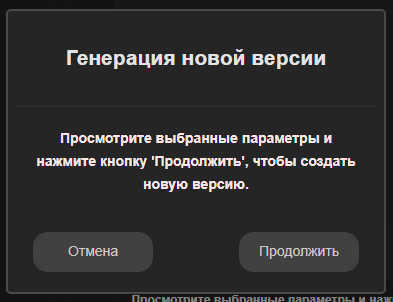 Генерация новой версии
Просмотрите выбранные параметры и
нажмите кнопку 'Продолжить', чтобы создать
новую версию.
Отмена
Продолжить
Просмотрите выбранные параметры и наж